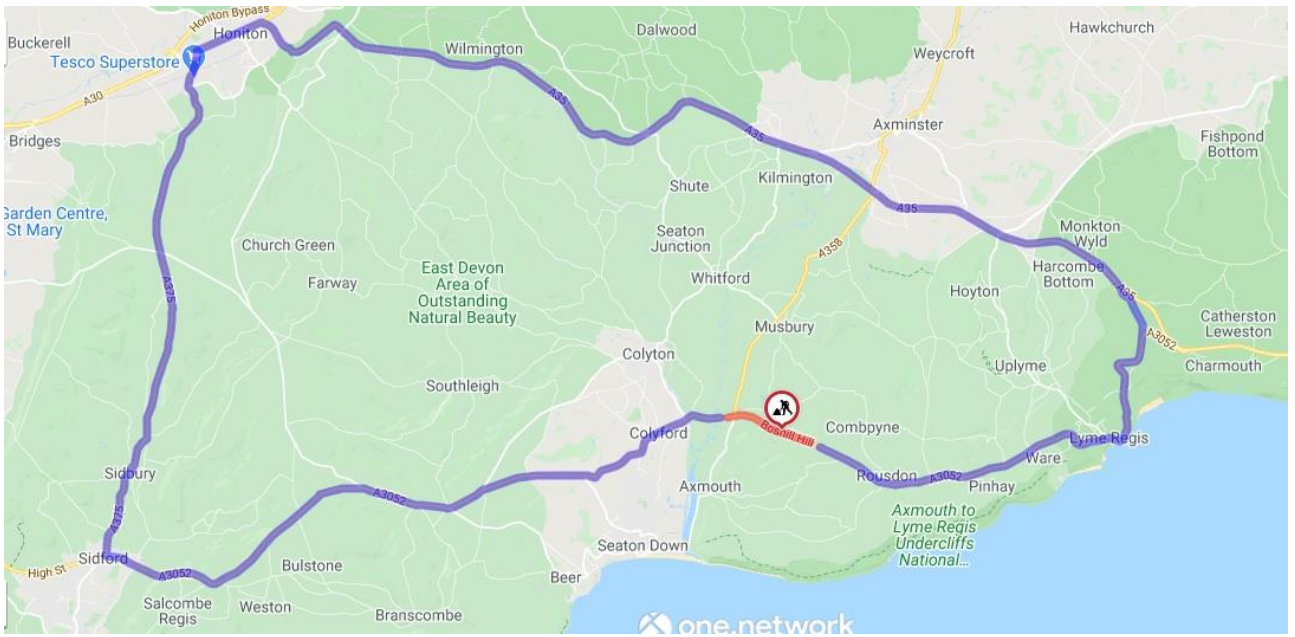 Honiton Bypass
Hawkchurch
Buckerell
Honiton
Dalwood
Wilmington
Weycroft
Tesco Superstore
A30
A35
Axminster
Bridges
A35
Fishpond
Bottom
Kilmington
Shute
A35
Garden Centre,
St Mary
Seaton
Junction
Monkton
Wyld
Church Green
A358
Harcombe
Bottom
East Devon
Area of
Outstanding
Natural Beauty
Farway
Whitford
Hoyton
A375
A35
Catherston
Leweston
Musbury
A3052
Colyton
Uplyme
Charmouth
Southleigh
Boshill Hill
Combpyne
Colyford
Lyme Regis
Ware
Sidbury
Rousdon
A3052
Pinhay
A3052
Axmouth
A375
Axmouth to
Lyme Regis
Undercliffs
National...
Seaton Down
Sidford
High St
A3052
Bulstone
Beer
Salcombe
Regis
Weston
Branscombe
one.network